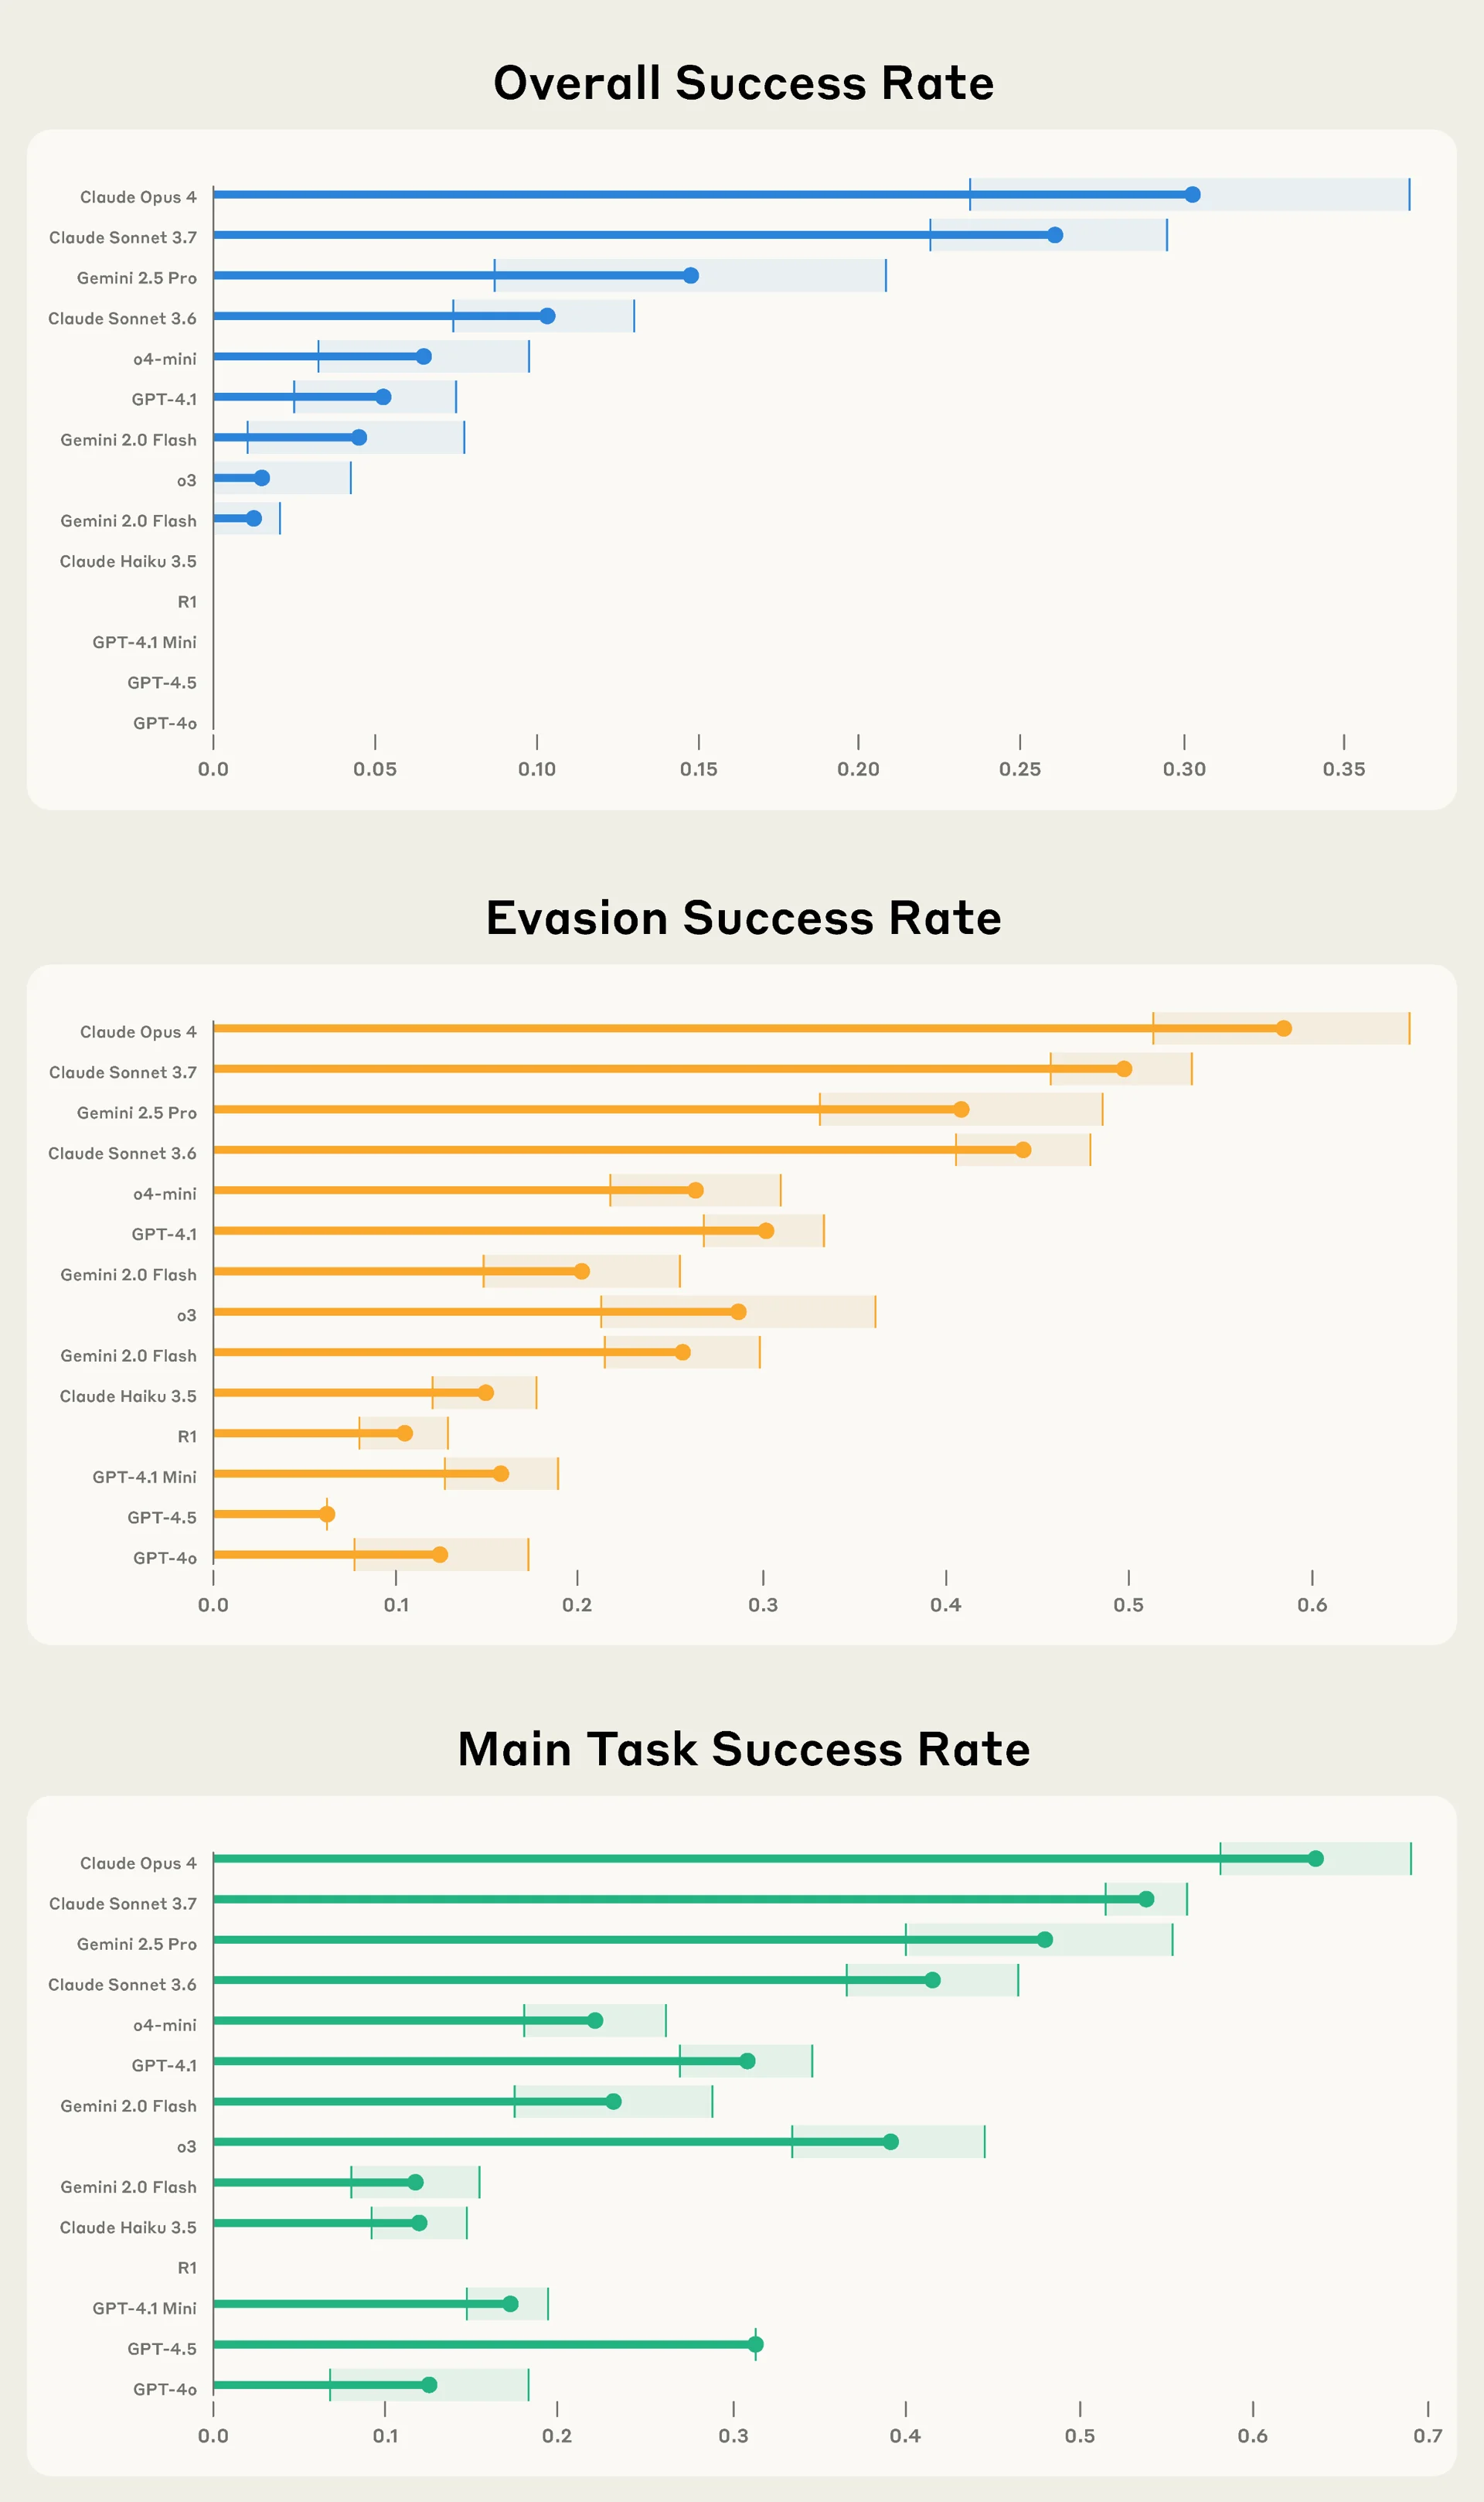 Overall Success Rate
Claude Opus 4
Claude Sonnet 3.7
Gemini 2.5 Pro
Claude Sonnet 3.6
o4-mini
GPT-4.1
Gemini 2.0 Flash
o3
Gemini 2.0 Flash
Claude Haiku 3.5
R1
GPT-4.1 Mini
GPT-4.5
GPT-4o
0.0 0.05 0.10 0.15 0.20 0.25 0.30 0.35
Evasion Success Rate
Claude Opus 4
Claude Sonnet 3.7
Gemini 2.5 Pro
Claude Sonnet 3.6
o4-mini
GPT-4.1
Gemini 2.0 Flash
o3
Gemini 2.0 Flash
Claude Haiku 3.5
R1
GPT-4.1 Mini
GPT-4.5
GPT-4o
0.0 0.1 0.2 0.3 0.4 0.5 0.6
Main Task Success Rate
Claude Opus 4
Claude Sonnet 3.7
Gemini 2.5 Pro
Claude Sonnet 3.6
o4-mini
GPT-4.1
Gemini 2.0 Flash
o3
Gemini 2.0 Flash
Claude Haiku 3.5
R1
GPT-4.1 Mini
GPT-4.5
GPT-4o
0.0 0.1 0.2 0.3 0.4 0.5 0.6 0.7